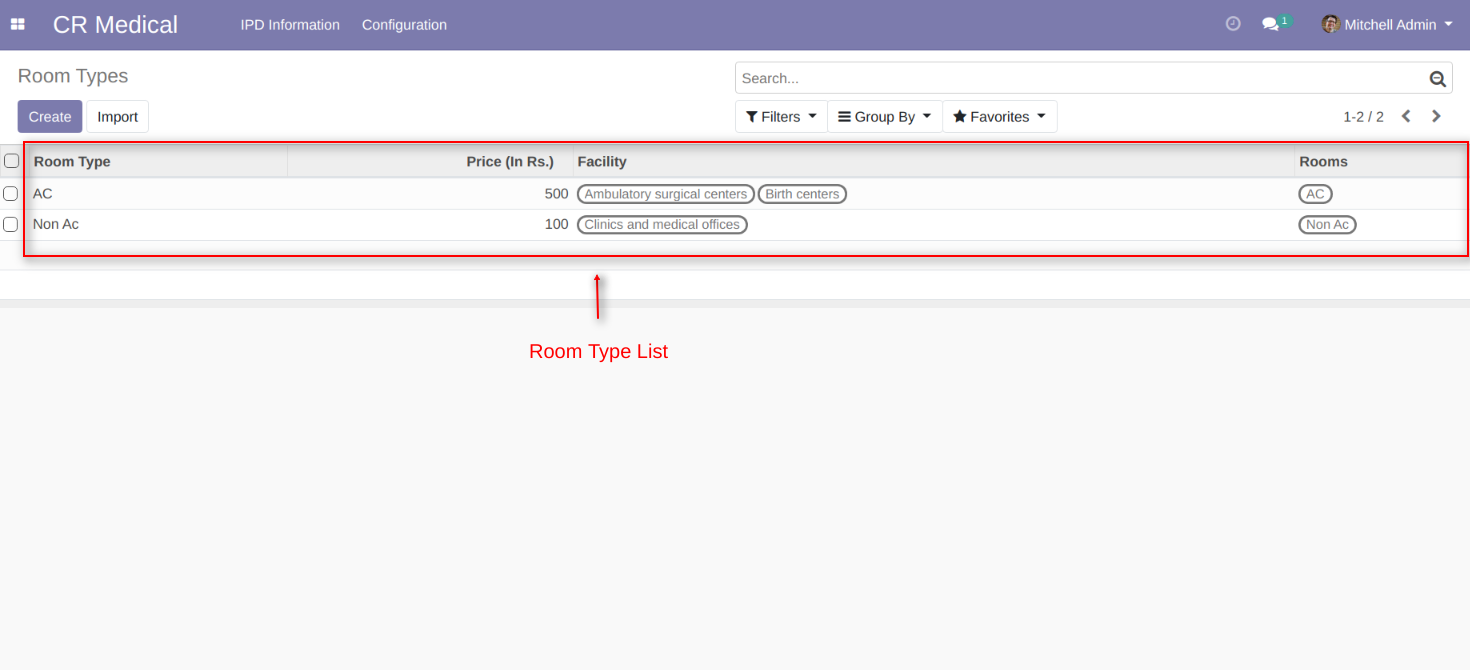 CR Medical IPD Information Configuration 1 Mitchell Admin
Room Types Search...
Create Import Filters Group By Favorites 1-2 / 2
Room Type Price (In Rs.) Facility Rooms
AC 500 Ambulatory surgical centers Birth centers AC
Non Ac 100 Clinics and medical offices Non Ac
Room Type List